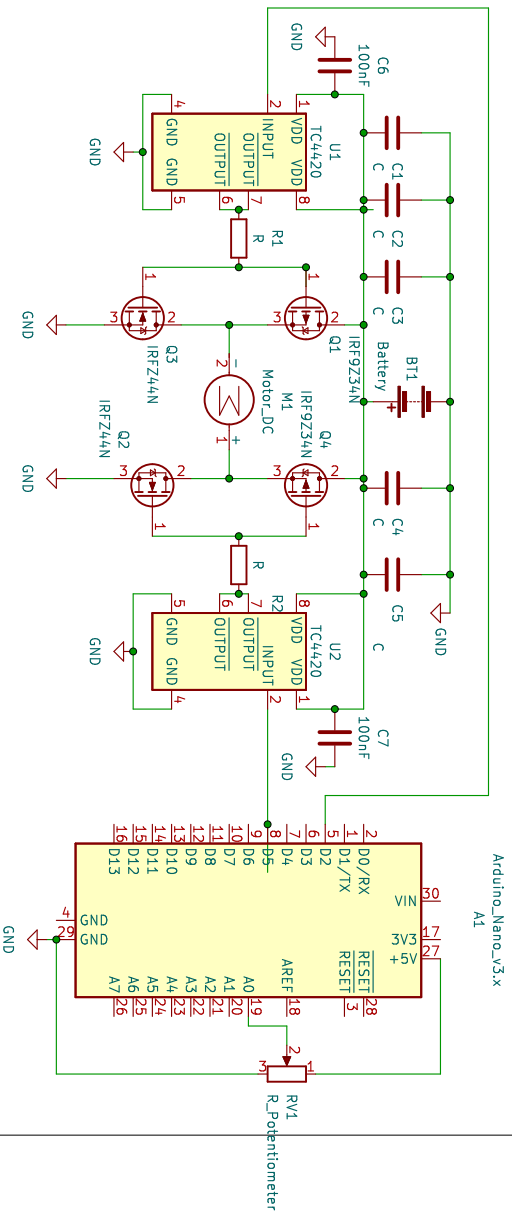 GND
C6
100nF
4
2
1
GND
INPUT
VDD
TC4420
U1
OUTPUT
OUTPUT
GND
VDD
GND
5
6
7
8
C1
C
C2
C
C3
C
R1
R
1
1
GND
3
2
3
2
Q3
IRFZ44N
Q1
IRF9Z34N
Battery
BT1
+
2
-
Motor_DC
M1
1
+
Q2
IRFZ44N
Q4
IRF9Z34N
GND
3
2
3
2
1
1
C4
C
C5
C
R
R2
GND
5
6
7
8
GND
OUTPUT
OUTPUT
VDD
TC4420
U2
GND
INPUT
VDD
GND
4
2
1
C7
100nF
GND
16
15
14
13
12
11
10
9
8
7
6
5
1
2
D13
D12
D11
D10
D9
D8
D7
D6
D5
D4
D3
D2
D1/TX
D0/RX
VIN
30
3V3
17
+5V
27
4
GND
29
GND
GND
A7
A6
A5
A4
A3
A2
A1
A0
AREF
RESET
RESET
26
25
24
23
22
21
20
19
18
3
28
Arduino_Nano_v3.x
A1
2
3
1
RV1
R_Potentiometer